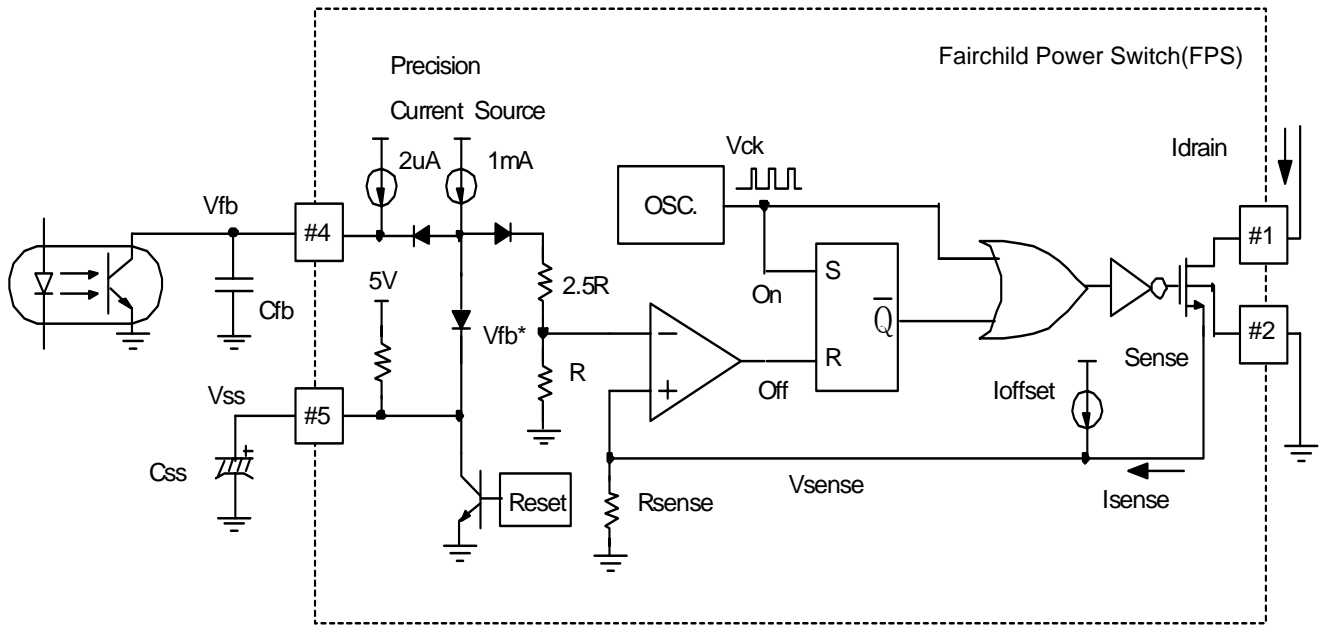 Fairchild Power Switch(FPS)
Precision
Current Source
2uA
1mA
Vck
Idrain
OSC.
Vfb
#4
#1
5V
2.5R
S
On
Q
Cfb
Vfb*
−
#2
R
R
Sense
Off
+
Ioffset
Vss
#5
+
Css
Vsense
Isense
Reset
Rsense